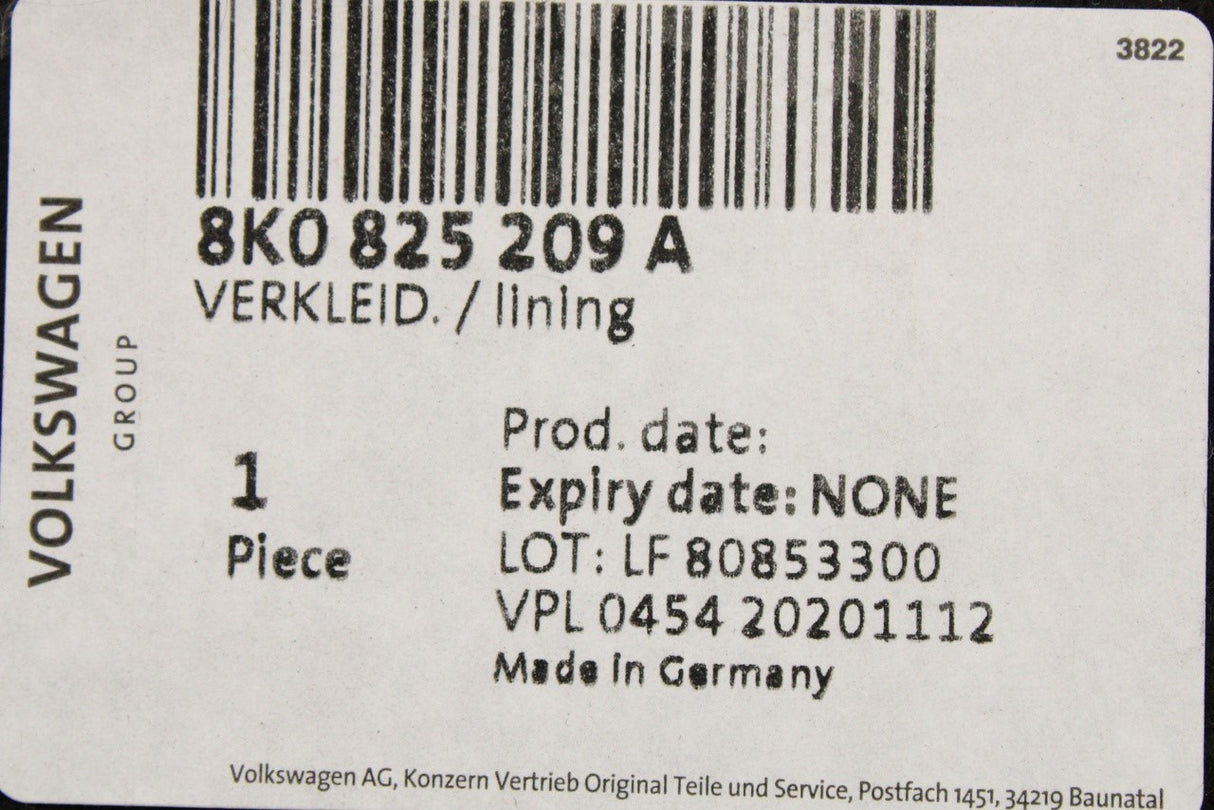 3822
8K0 825 209 A
VERKLEID. / lining
VOLKSWAGEN
GROUP
1
Piece
Prod. date:
Expiry date: NONE
LOT: LF 80853300
VPL 0454 20201112
Made in Germany
Volkswagen AG, Konzern Vertrieb Original Teile und Service, Postfach 1451, 34219 Baunatal